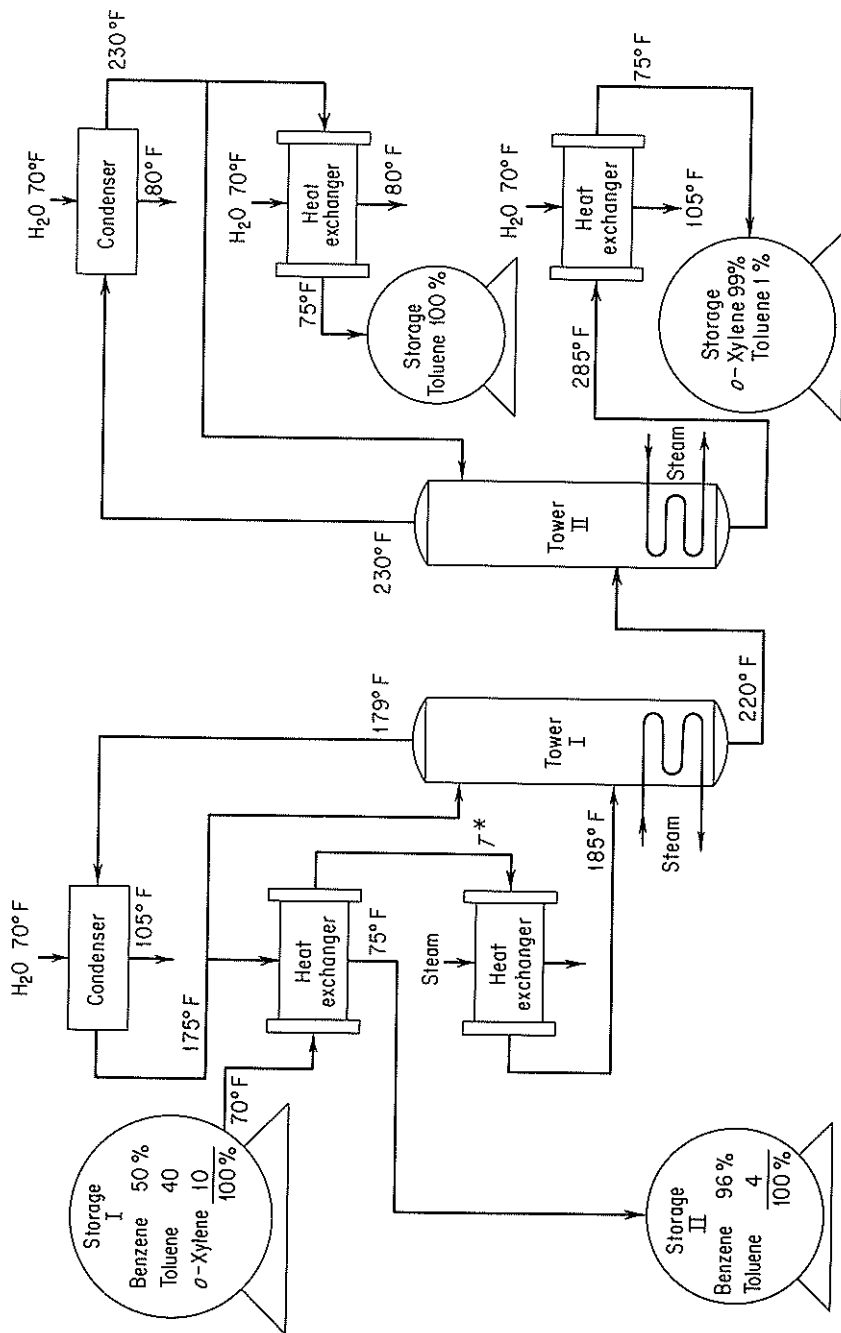 Storage
I
Benzene 50%
Toluene 40
o-Xylene 10
100%
70°F
H₂O 70°F
Condenser
105°F
175°F
Heat
exchanger
75°F
T*
Steam
Heat
exchanger
185°F
Storage
III
Benzene 96%
Toluene 4
100%
179°F
Tower
I
Steam
220°F
230°F
Tower
II
Steam
H₂O 70°F
Condenser
80°F
230°F
H₂O 70°F
Heat
exchanger
80°F
75°F
Storage
Toluene 100%
285°F
H₂O 70°F
Heat
exchanger
105°F
75°F
Storage
o-Xylene 99%
Toluene 1%